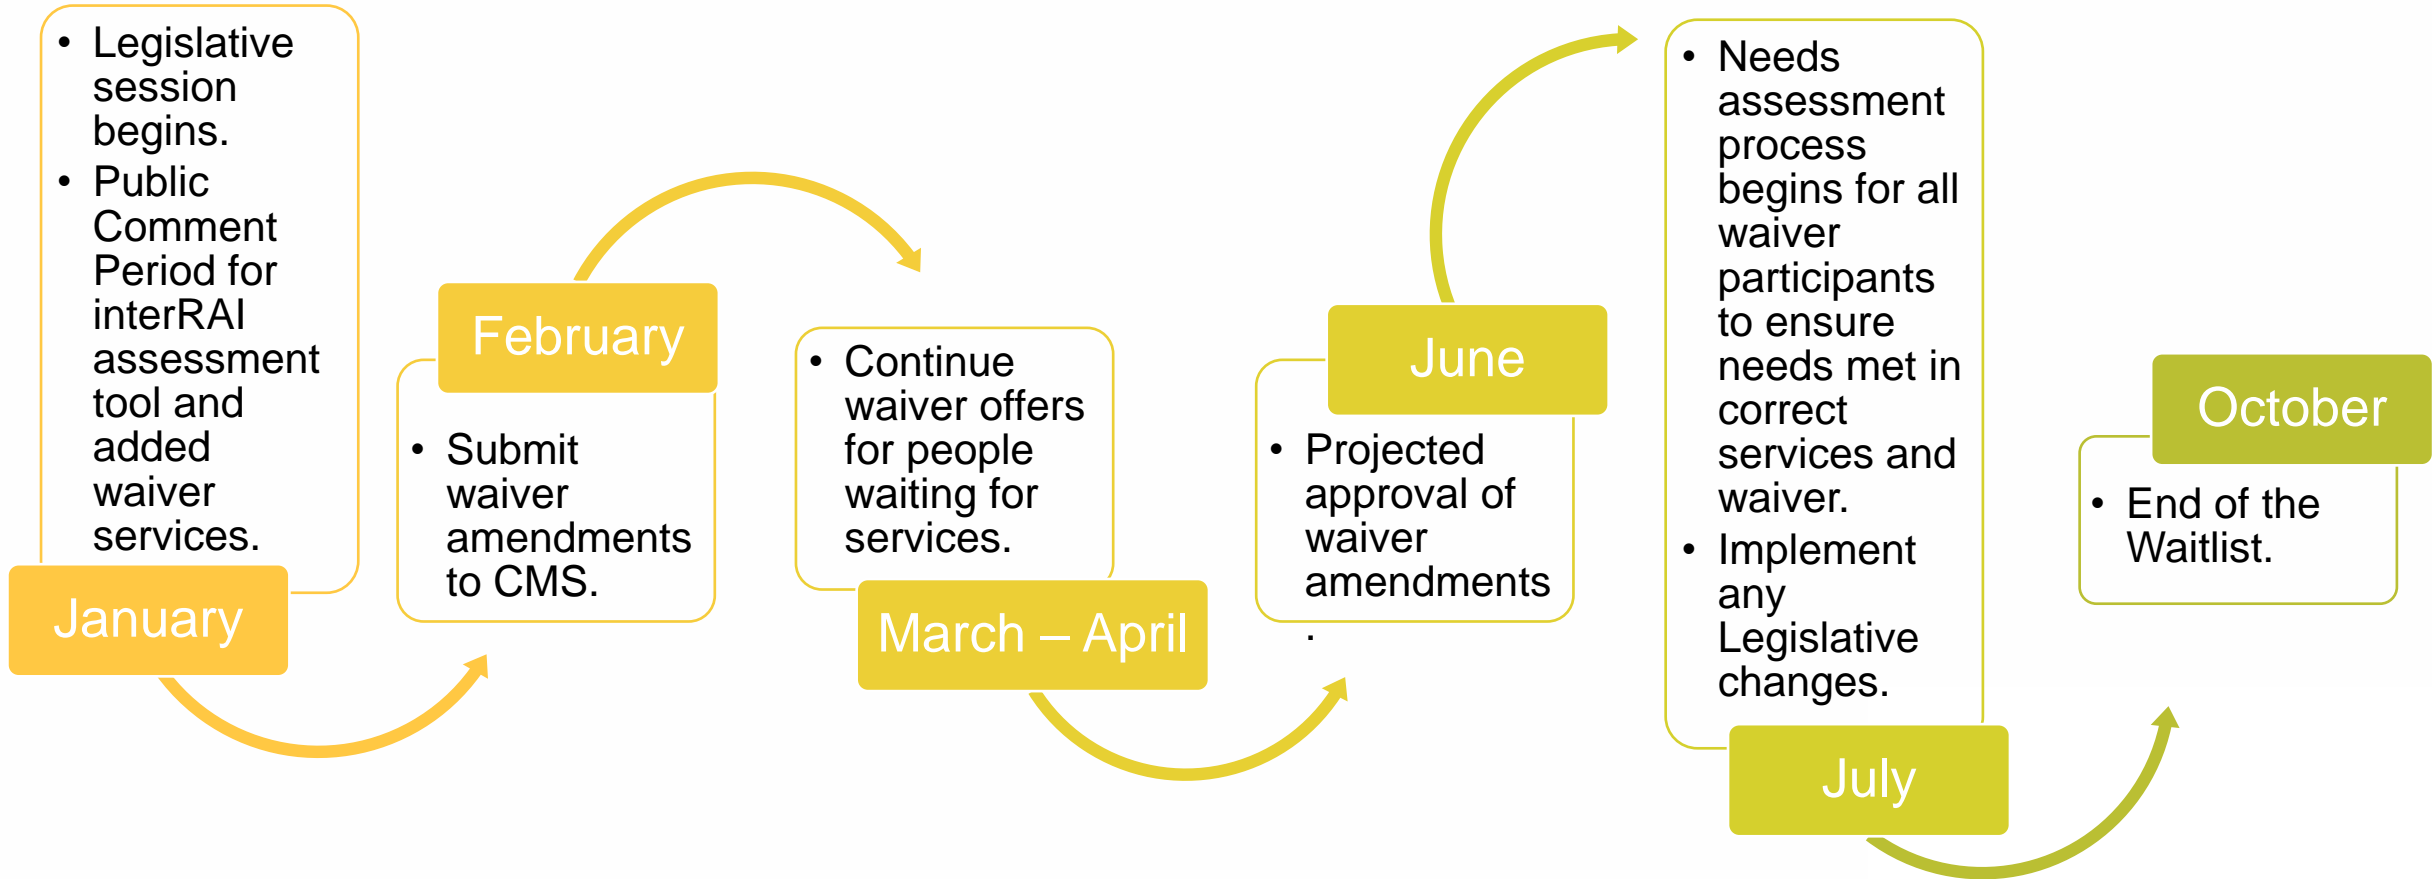 • Legislative
session
begins.
• Public
Comment
Period for
interRAI
assessment
tool and
added
waiver
services.
January
February
• Submit
waiver
amendments
to CMS.
• Continue
waiver offers
for people
waiting for
services.
March – April
June
• Projected
approval of
waiver
amendments
.
• Needs
assessment
process
begins for all
waiver
participants
to ensure
needs met in
correct
services and
waiver.
• Implement
any
Legislative
changes.
July
October
• End of the
Waitlist.